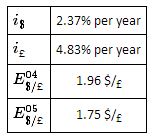 i$ 2.37% per year
i£ 4.83% per year
E04$/£ 1.96 $/£
E05$/£ 1.75 $/£